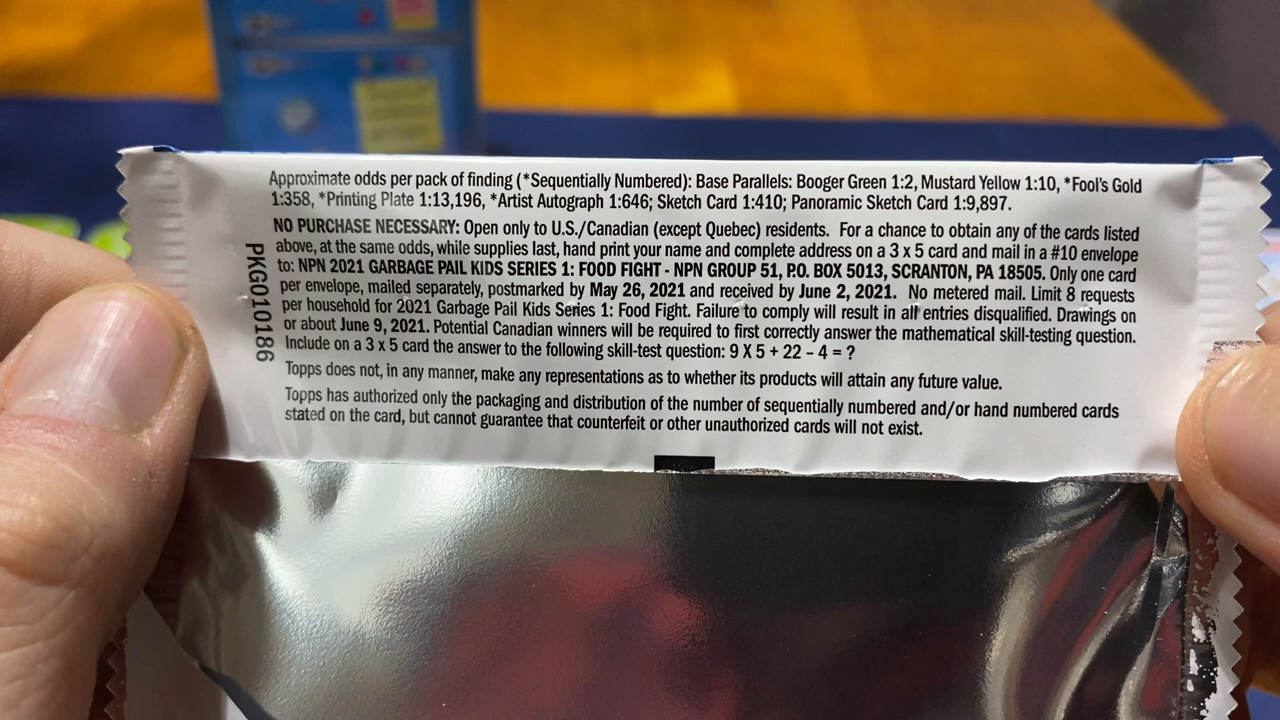 Approximate odds per pack of finding (*Sequentially Numbered): Base Parallels: Booger Green 1:2, Mustard Yellow 1:10, *Fool's Gold
1:358, *Printing Plate 1:13,196, *Artist Autograph 1:646; Sketch Card 1:410; Panoramic Sketch Card 1:9,897.
NO PURCHASE NECESSARY: Open only to U.S./Canadian (except Quebec) residents. For a chance to obtain any of the cards listed
above, at the same odds, while supplies last, hand print your name and complete address on a 3 x 5 card and mail in a #10 envelope
to: NPN 2021 GARBAGE PAIL KIDS SERIES 1: FOOD FIGHT - NPN GROUP 51, P.O. BOX 5013, SCRANTON, PA 18505. Only one card
per envelope, mailed separately, postmarked by May 26, 2021 and received by June 2, 2021. No metered mail. Limit 8 requests
per household for 2021 Garbage Pail Kids Series 1: Food Fight. Failure to comply will result in all entries disqualified. Drawings on
or about June 9, 2021. Potential Canadian winners will be required to first correctly answer the mathematical skill-testing question.
Include on a 3 x 5 card the answer to the following skill-test question: 9 X 5 + 22 – 4 = ?
Topps does not, in any manner, make any representations as to whether its products will attain any future value.
Topps has authorized only the packaging and distribution of the number of sequentially numbered and/or hand numbered cards
stated on the card, but cannot guarantee that counterfeit or other unauthorized cards will not exist.
PKG010186